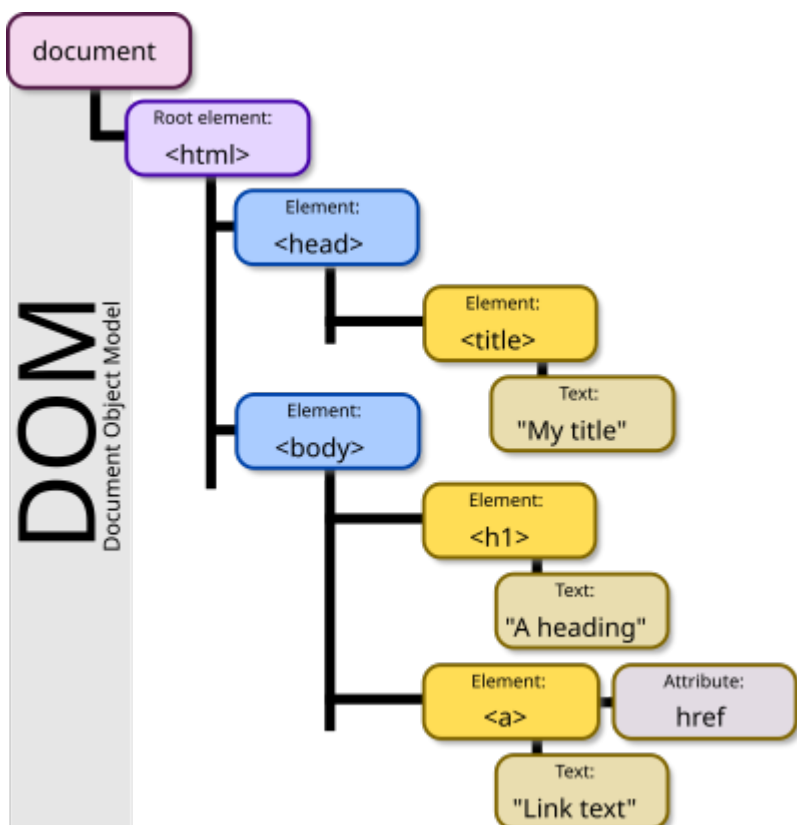 document
Root element:
<html>
Element:
<head>
Element:
<title>
Text:
"My title"
Element:
<body>
Element:
<h1>
Text:
"A heading"
Element:
<a>
Attribute:
href
Text:
"Link text"
DOM
Document Object Model